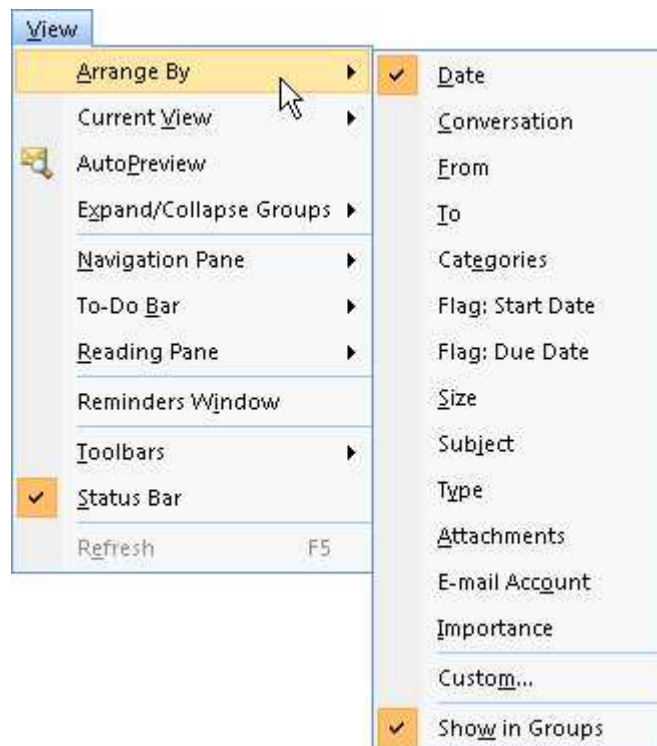 View
Arrange By
Current View
AutoPreview
Expand/Collapse Groups
Navigation Pane
To-Do Bar
Reading Pane
Reminders Window
Toolbars
Status Bar
Refresh F5
Date
Conversation
From
To
Categories
Flag: Start Date
Flag: Due Date
Size
Subject
Type
Attachments
E-mail Account
Importance
Custom...
Show in Groups